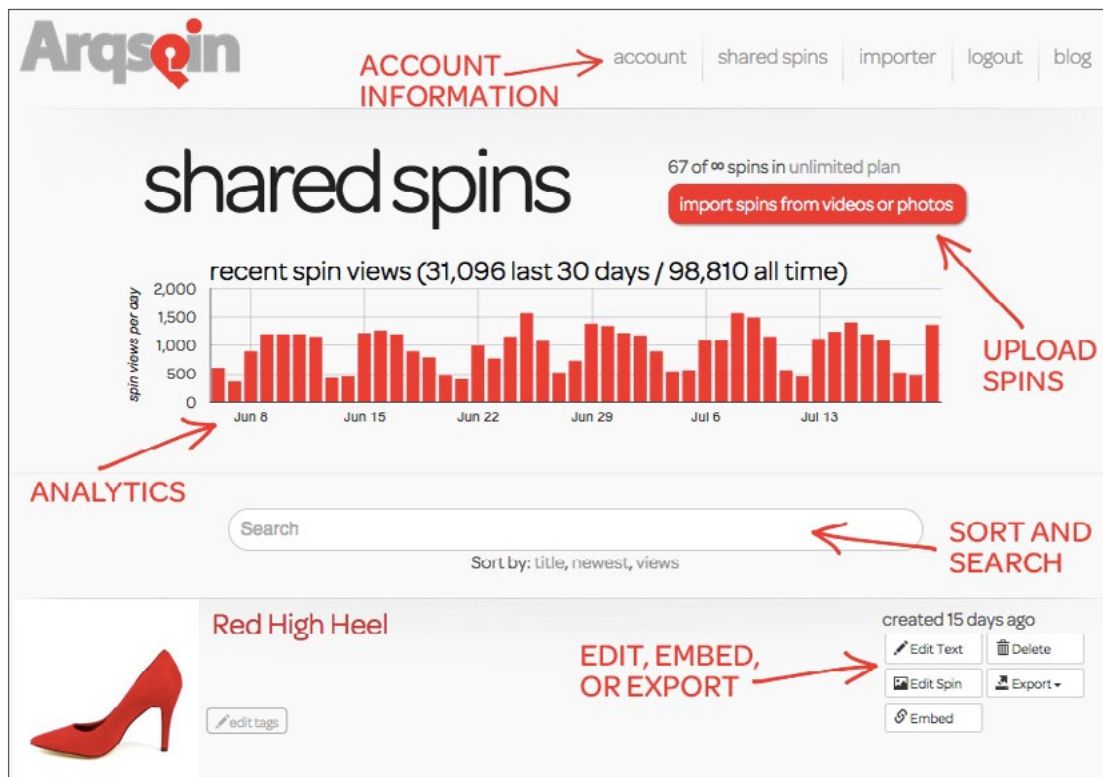 Arqspin
ACCOUNT
INFORMATION
account
shared spins
importer
logout
blog
shared spins
67 of ∞ spins in unlimited plan
import spins from videos or photos
recent spin views (31,096 last 30 days / 98,810 all time)
spin views per day
2,000
1,500
1,000
500
0
Jun 8
Jun 15
Jun 22
Jun 29
Jul 6
Jul 13
UPLOAD
SPINS
ANALYTICS
Search
Sort by: title, newest, views
SORT AND
SEARCH
Red High Heel
created 15 days ago
EDIT, EMBED,
OR EXPORT
Edit Text
Delete
Edit Spin
Export
Embed
edit tags